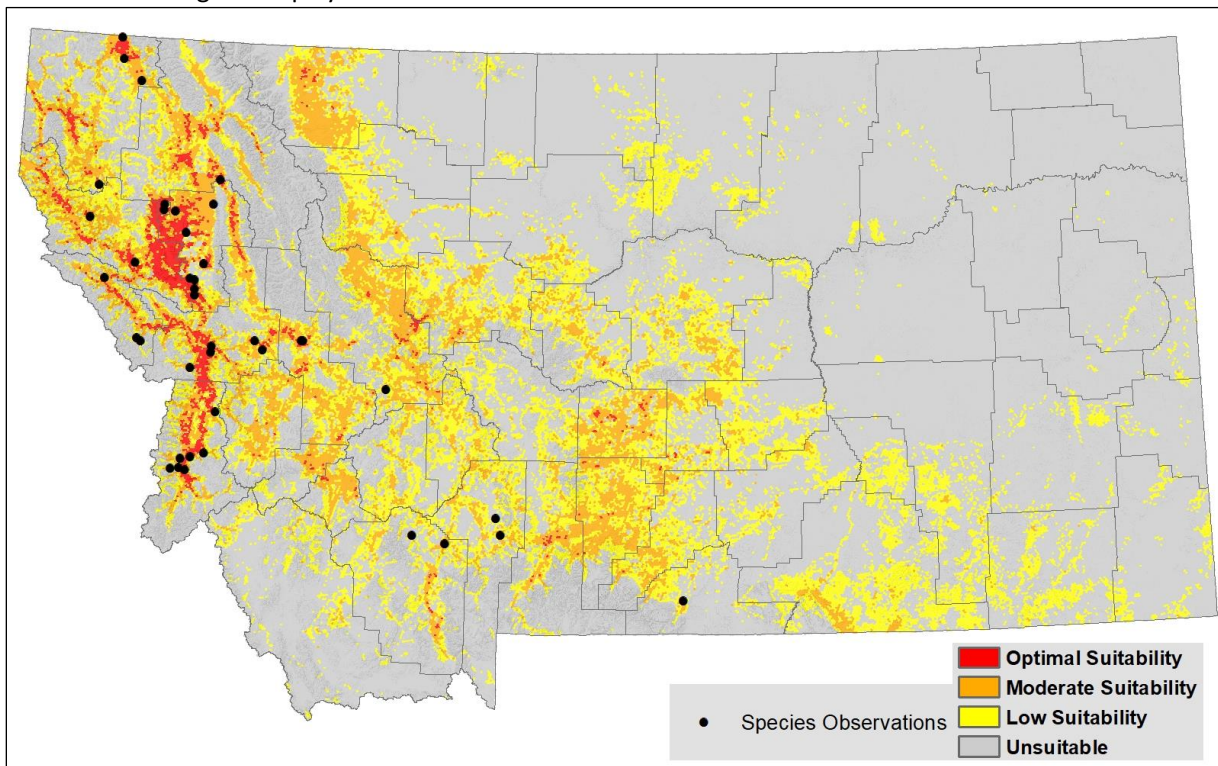 Species Observations
Optimal Suitability
Moderate Suitability
Low Suitability
Unsuitable